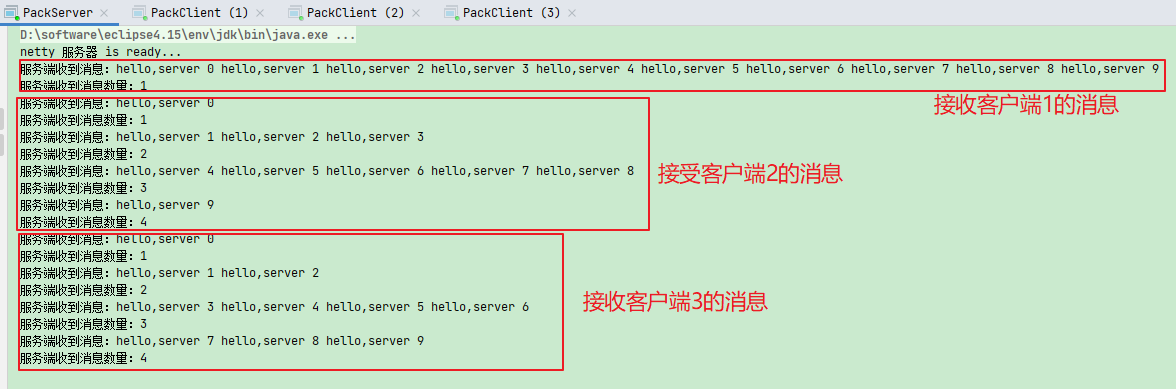 PackServer PackClient (1) PackClient (2) PackClient (3)
D:\software\eclipse4.15\env\jdk\bin\java.exe ...
netty 服务器 is ready...
服务端收到消息：hello,server 0 hello,server 1 hello,server 2 hello,server 3 hello,server 4 hello,server 5 hello,server 6 hello,server 7 hello,server 8 hello,server 9
服务端收到消息数量：1
接收客户端1的消息
服务端收到消息：hello,server 0
服务端收到消息数量：1
服务端收到消息：hello,server 1 hello,server 2 hello,server 3
服务端收到消息数量：2
服务端收到消息：hello,server 4 hello,server 5 hello,server 6 hello,server 7 hello,server 8
接受客户端2的消息
服务端收到消息数量：3
服务端收到消息：hello,server 9
服务端收到消息数量：4
服务端收到消息：hello,server 0
服务端收到消息数量：1
服务端收到消息：hello,server 1 hello,server 2
服务端收到消息数量：2
服务端收到消息：hello,server 3 hello,server 4 hello,server 5 hello,server 6
接收客户端3的消息
服务端收到消息数量：3
服务端收到消息：hello,server 7 hello,server 8 hello,server 9
服务端收到消息数量：4